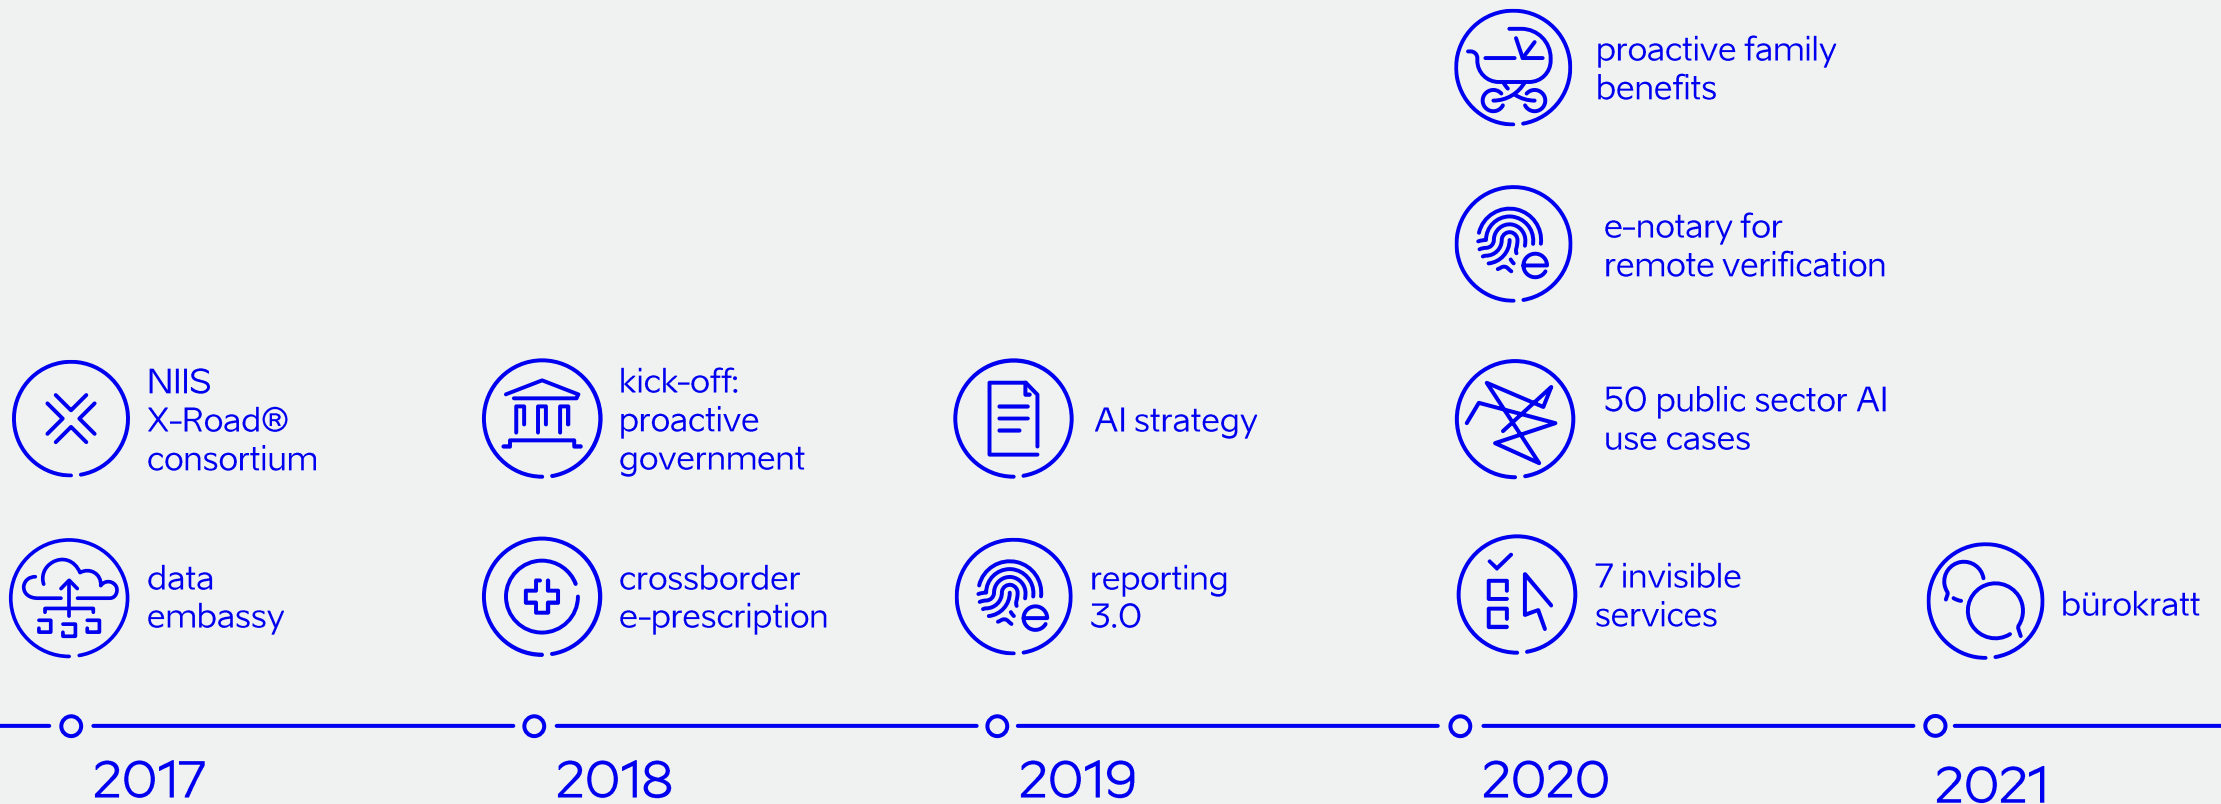 proactive family
benefits
e-notary for
remote verification
NIIS
X-Road®
consortium
kick-off:
proactive
government
AI strategy
50 public sector AI
use cases
data
embassy
crossborder
e-prescription
reporting
3.0
7 invisible
services
bürokratt
2017
2018
2019
2020
2021